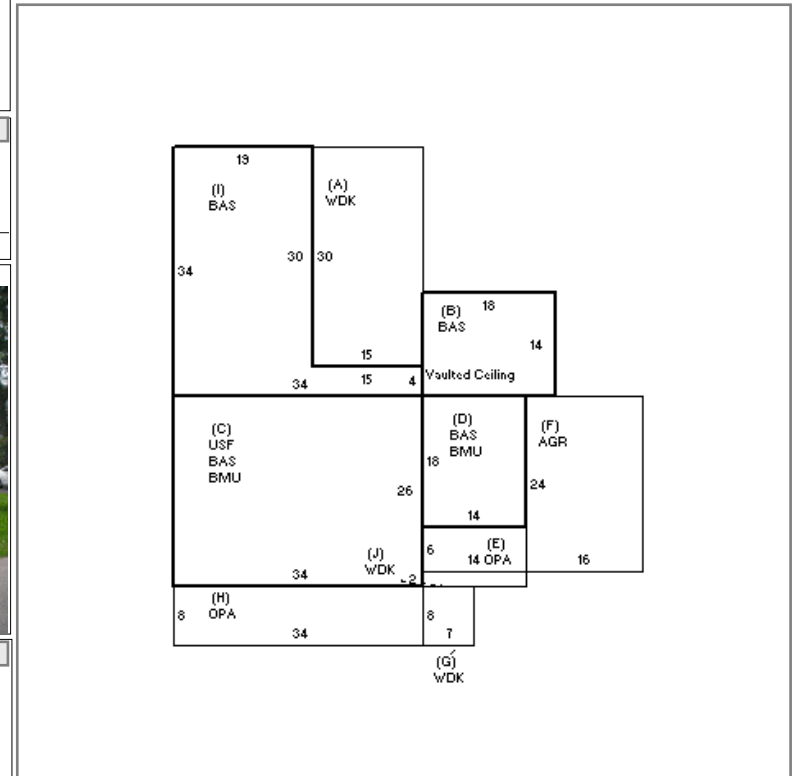 19
(I)
BAS
(A)
WDK
30
30
34
18
(B)
BAS
14
15
Vaulted Ceiling
34
15
4
(C)
USF
BAS
BMU
(D)
BAS
BMU
(F)
AGR
18
24
26
14
6
(E)
14 OPA
16
(J)
WDK
34
2
(H)
OPA
8
8
34
7
(G)
WDK